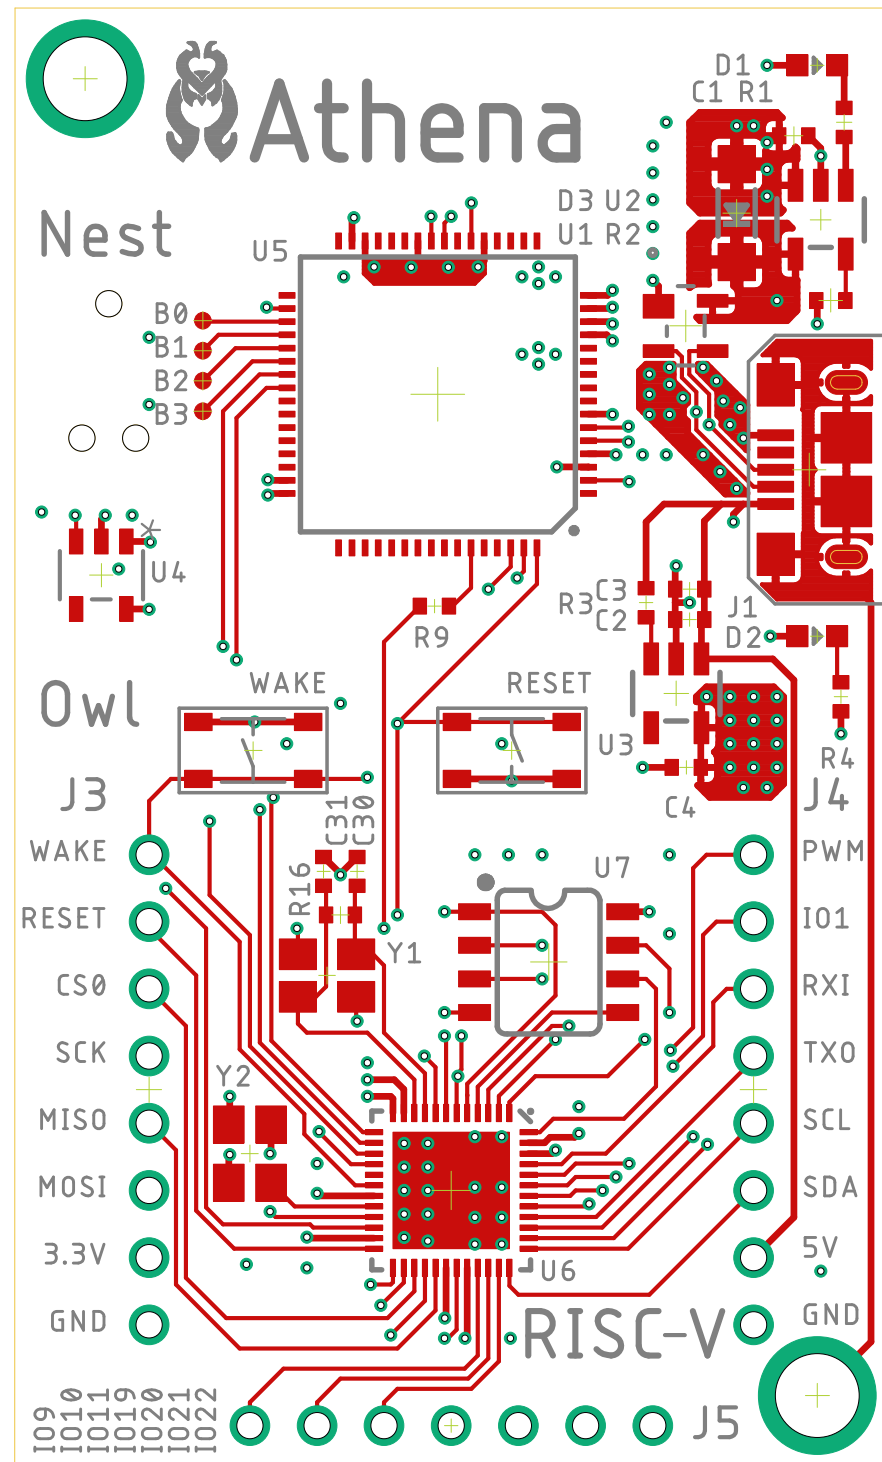 Athena
D1
C1 R1
Nest
D3 U2
U1 R2
U5
B0
B1
B2
B3
*
U4
R9
R3
C3
C2
J1
D2
Owl
WAKE
RESET
U3
R4
C4
J3
J4
C31
C30
R16
Y1
U7
WAKE
RESET
CS0
SCK
MISO
MOSI
3.3V
GND
PWM
IO1
RXI
TXO
SCL
SDA
5V
GND
Y2
U6
RISC-V
IO9
IO10
IO11
IO19
IO20
IO21
IO22
J5